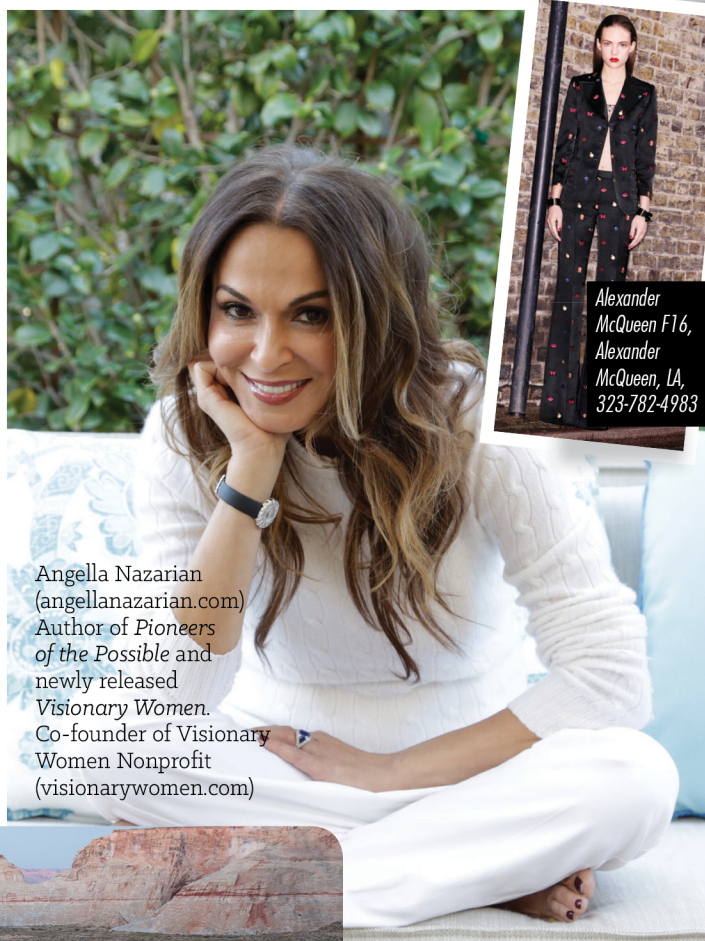 Alexander
McQueen F16,
Alexander
McQueen, LA,
323-782-4983
Angella Nazarian
(angellanazarian.com)
Author of Pioneers
of the Possible and
newly released
Visionary Women.
Co-founder of Visionary
Women Nonprofit
(visionarywomen.com)